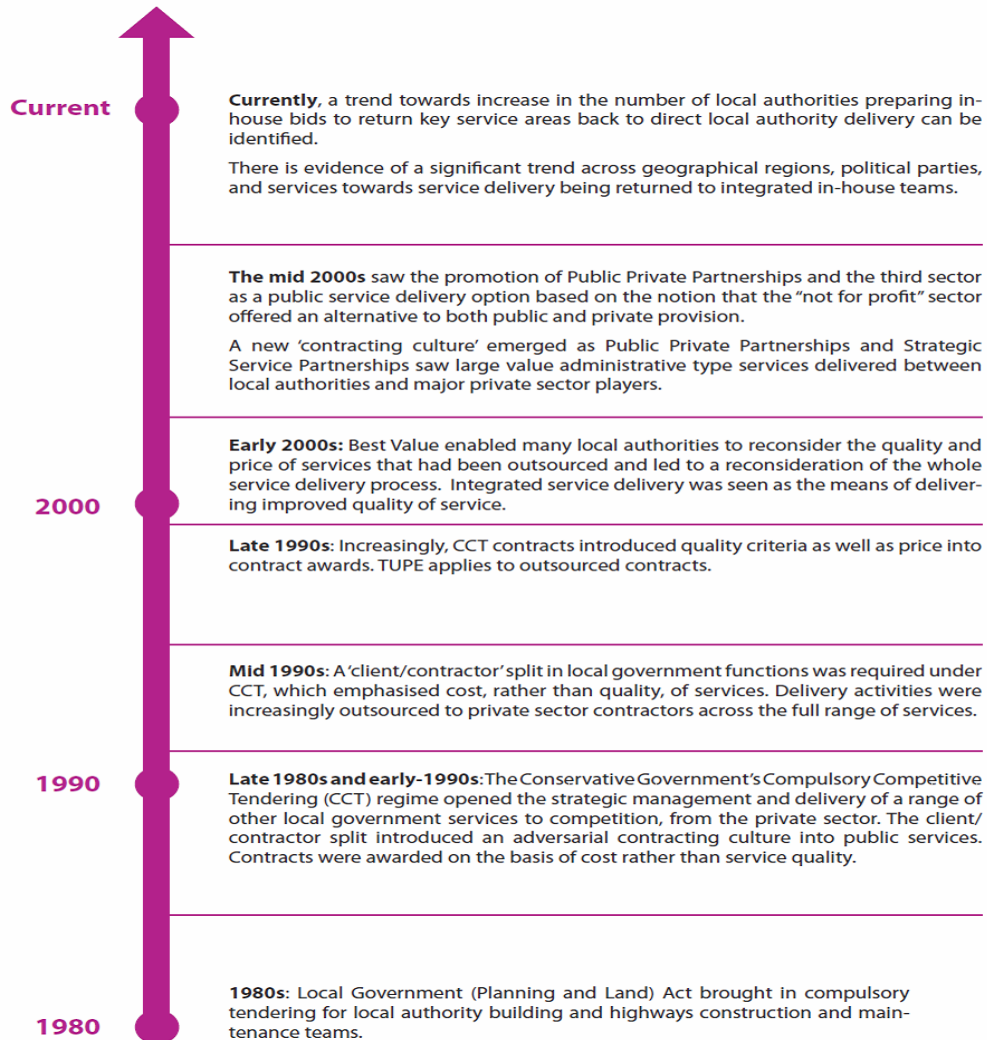 Current
Currently, a trend towards increase in the number of local authorities preparing in-
house bids to return key service areas back to direct local authority delivery can be
identified.
There is evidence of a significant trend across geographical regions, political parties,
and services towards service delivery being returned to integrated in-house teams.
The mid 2000s saw the promotion of Public Private Partnerships and the third sector
as a public service delivery option based on the notion that the "not for profit" sector
offered an alternative to both public and private provision.
A new 'contracting culture' emerged as Public Private Partnerships and Strategic
Service Partnerships saw large value administrative type services delivered between
local authorities and major private sector players.
Early 2000s: Best Value enabled many local authorities to reconsider the quality and
price of services that had been outsourced and led to a reconsideration of the whole
service delivery process. Integrated service delivery was seen as the means of deliver-
ing improved quality of service.
2000
Late 1990s: Increasingly, CCT contracts introduced quality criteria as well as price into
contract awards. TUPE applies to outsourced contracts.
Mid 1990s: A 'client/contractor' split in local government functions was required under
CCT, which emphasised cost, rather than quality, of services. Delivery activities were
increasingly outsourced to private sector contractors across the full range of services.
1990
Late 1980s and early-1990s: The Conservative Government's Compulsory Competitive
Tendering (CCT) regime opened the strategic management and delivery of a range of
other local government services to competition, from the private sector. The client/
contractor split introduced an adversarial contracting culture into public services.
Contracts were awarded on the basis of cost rather than service quality.
1980s: Local Government (Planning and Land) Act brought in compulsory
tendering for local authority building and highways construction and main-
tenance teams.
1980